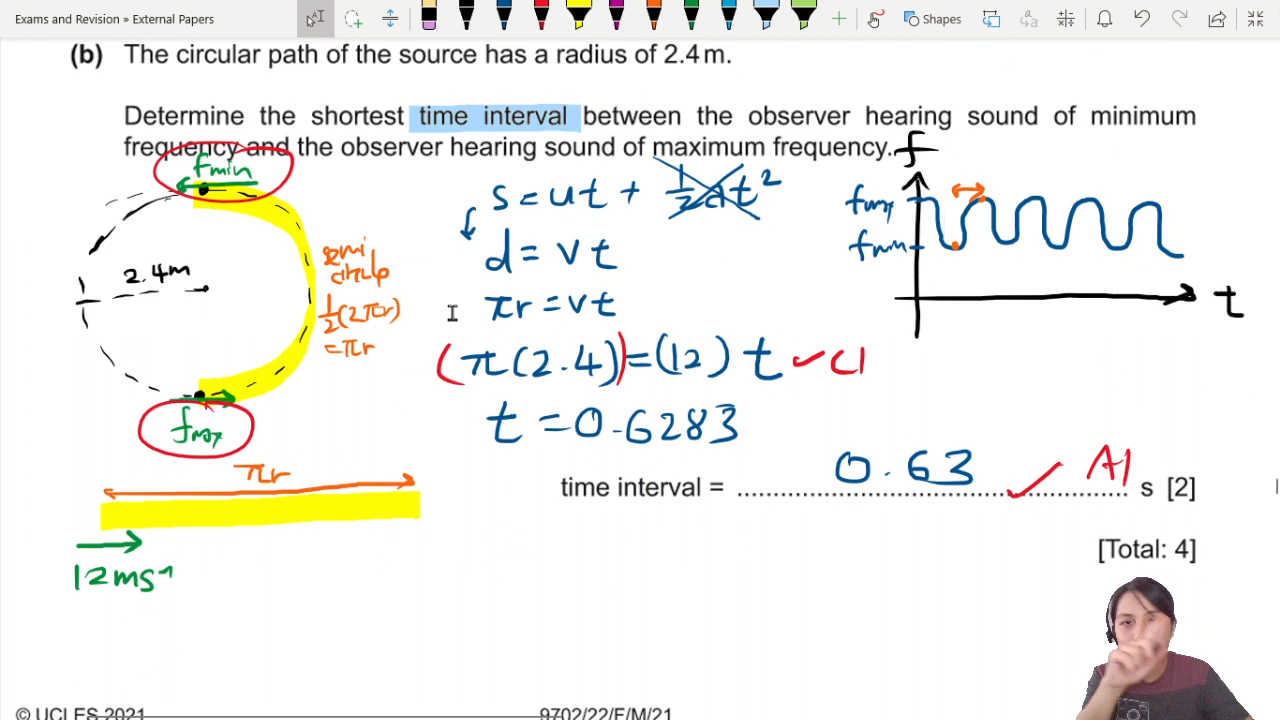 Exams and Revision » External Papers
Shapes
(b) The circular path of the source has a radius of 2.4 m.
Determine the shortest time interval between the observer hearing sound of minimum
frequency and the observer hearing sound of maximum frequency.
fmin
2.4m
semi
circle
½(2πr)
= πr
fmax
πr
12ms⁻¹
s = ut + ½at²
d = vt
πr = vt
(π(2.4)) = (12) t ✓ C1
t = 0.6283
f
fmax
fmin
t
time interval = 0.63 ✓ A1 s [2]
[Total: 4]
© UCLES 2021
9702/22/F/M/21